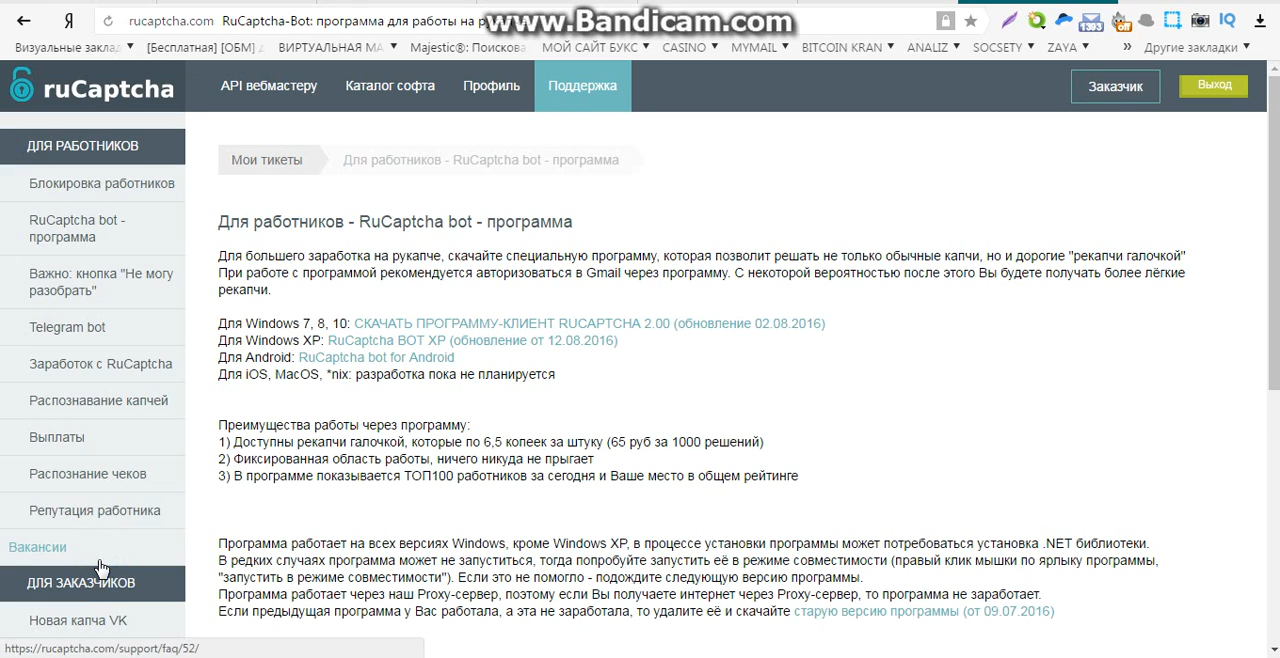 Я rucaptcha.com RuCaptcha-Bot: программа для работы на
www.Bandicam.com
Визуальные заклад [Бесплатная] [ОБМ] ВИРТУАЛЬНАЯ МА Majestic®: Поискова МОЙ САЙТ БУКС CASINO MYMAIL BITCOIN KRAN ANALIZ SOCSETY ZAYA » Другие закладки
1393 off IQ
ruCaptcha API вебмастеру Каталог софта Профиль Поддержка Заказчик Выход
ДЛЯ РАБОТНИКОВ
Блокировка работников
RuCaptcha bot -
программа
Важно: кнопка "Не могу
разобрать"
Telegram bot
Заработок с RuCaptcha
Распознавание капчей
Выплаты
Распознание чеков
Репутация работника
Вакансии
ДЛЯ ЗАКАЗЧИКОВ
Новая капча VK
https://rucaptcha.com/support/faq/52/
Мои тикеты Для работников - RuCaptcha bot - программа
Для работников - RuCaptcha bot - программа
Для большего заработка на рукапче, скачайте специальную программу, которая позволит решать не только обычные капчи, но и дорогие "рекапчи галочкой"
При работе с программой рекомендуется авторизоваться в Gmail через программу. С некоторой вероятностью после этого Вы будете получать более лёгкие
рекапчи.
Для Windows 7, 8, 10: СКАЧАТЬ ПРОГРАММУ-КЛИЕНТ RUCAPTCHA 2.00 (обновление 02.08.2016)
Для Windows XP: RuCaptcha BOT XP (обновление от 12.08.2016)
Для Android: RuCaptcha bot for Android
Для iOS, MacOS, *nix: разработка пока не планируется
Преимущества работы через программу:
1) Доступны рекапчи галочкой, которые по 6,5 копеек за штуку (65 руб за 1000 решений)
2) Фиксированная область работы, ничего никуда не прыгает
3) В программе показывается ТОП100 работников за сегодня и Ваше место в общем рейтинге
Программа работает на всех версиях Windows, кроме Windows XP, в процессе установки программы может потребоваться установка .NET библиотеки.
В редких случаях программа может не запуститься, тогда попробуйте запустить её в режиме совместимости (правый клик мышки по ярлыку программы,
"запустить в режиме совместимости"). Если это не помогло - подождите следующую версию программы.
Программа работает через наш Proxy-сервер, поэтому если Вы получаете интернет через Proxy-сервер, то программа не заработает.
Если предыдущая программа у Вас работала, а эта не заработала, то удалите её и скачайте старую версию программы (от 09.07.2016)